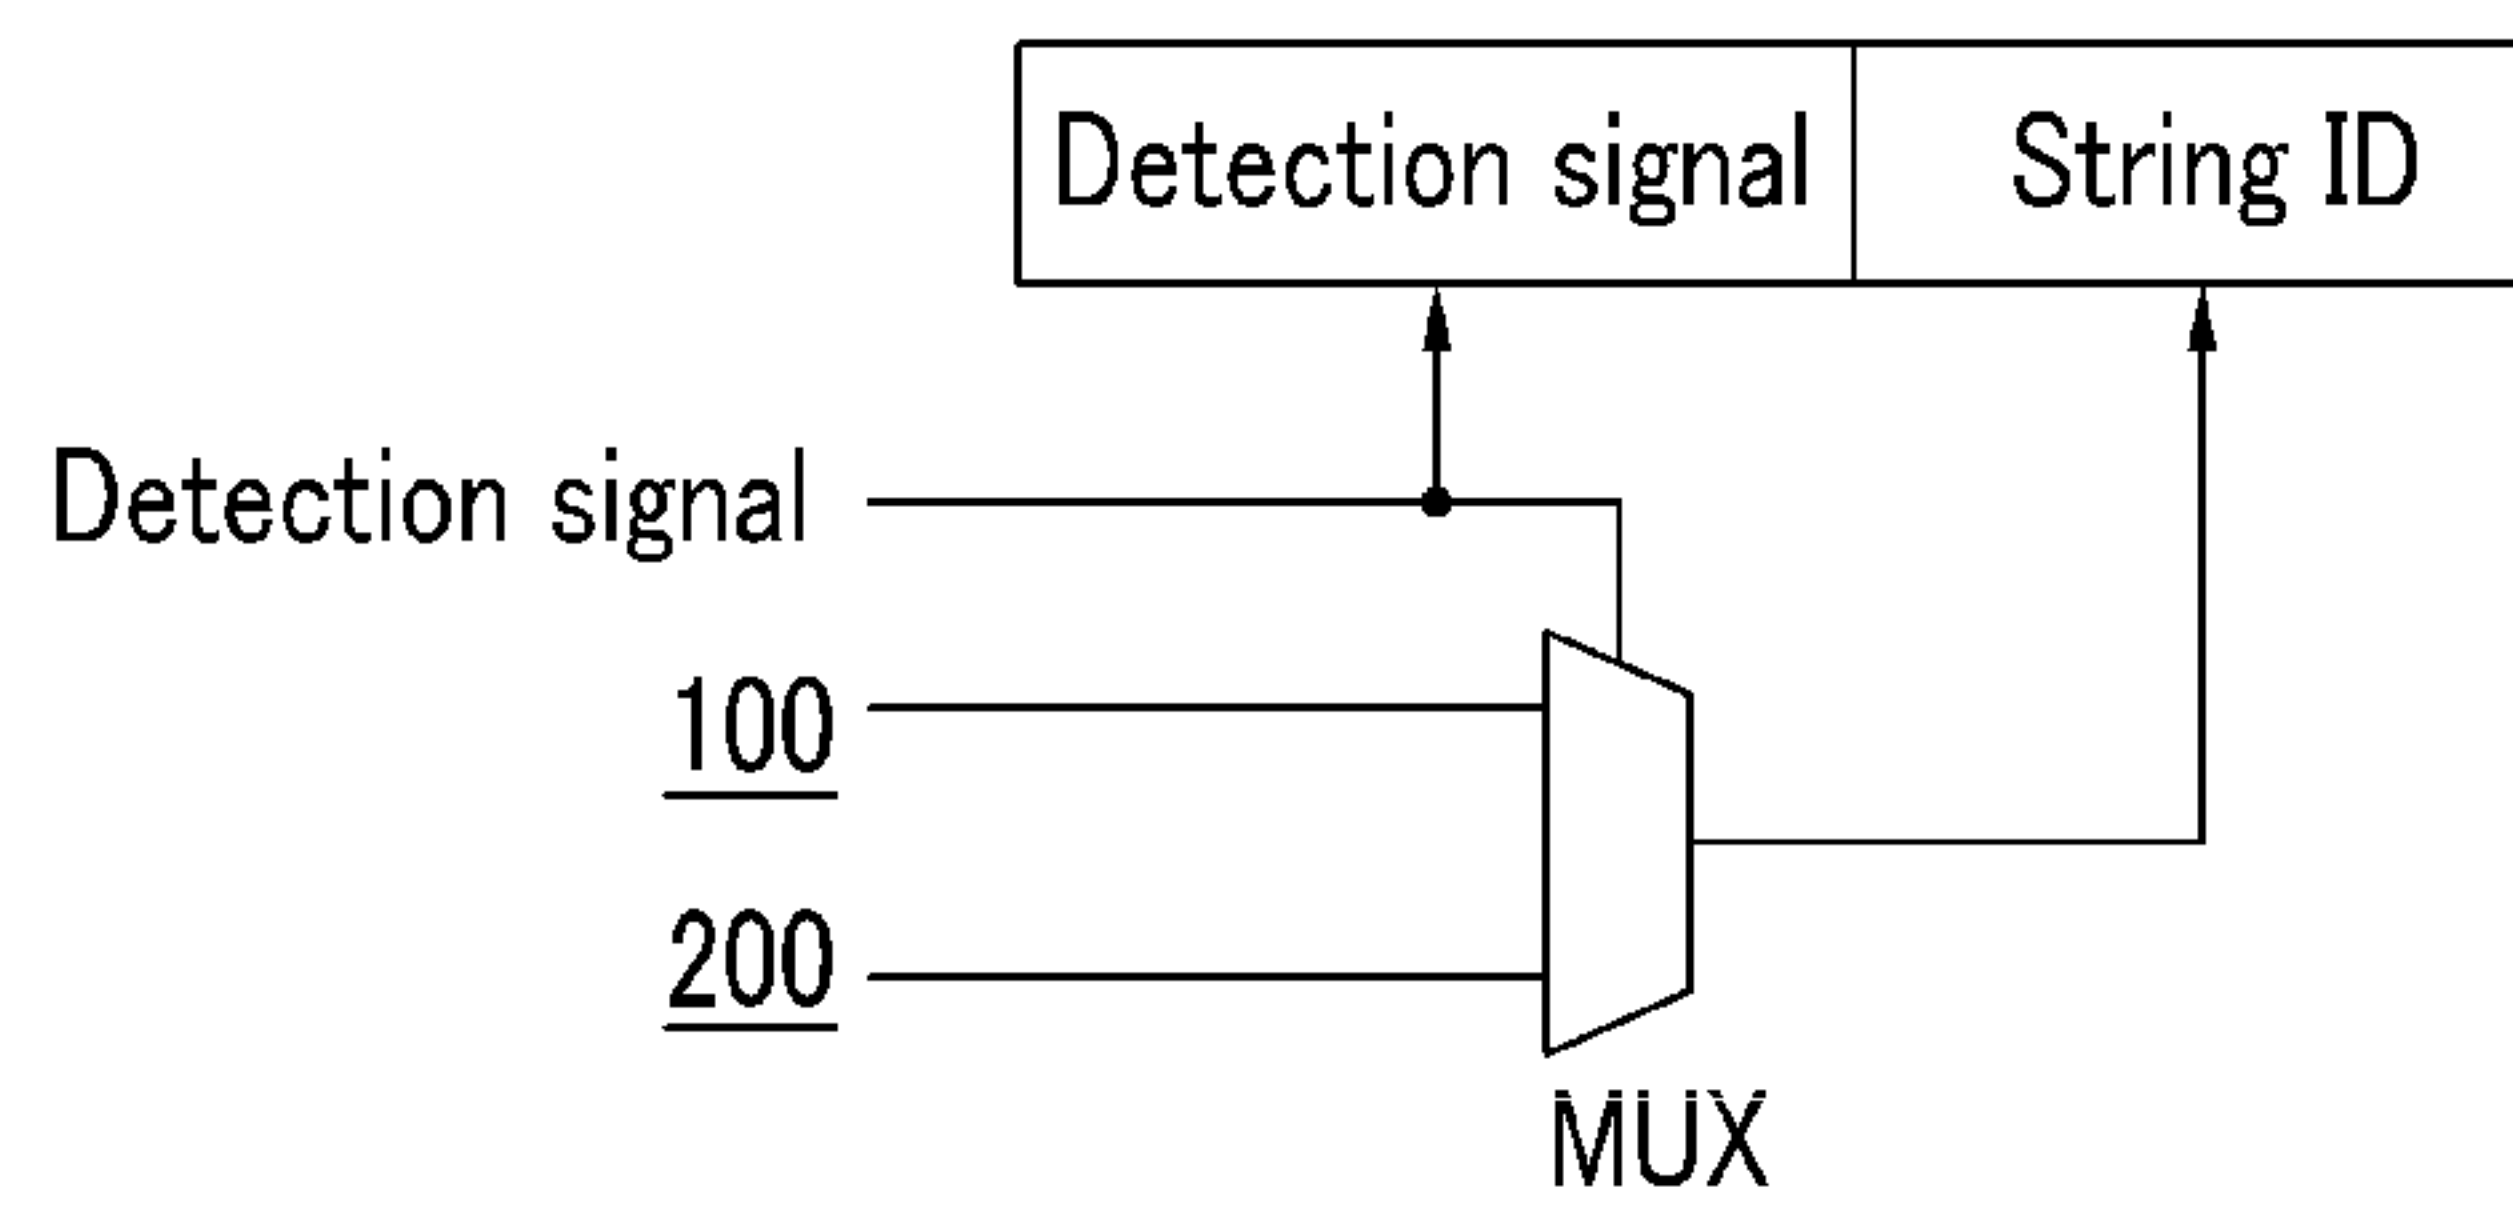 Detection signal String ID
Detection signal
100
200
MUX